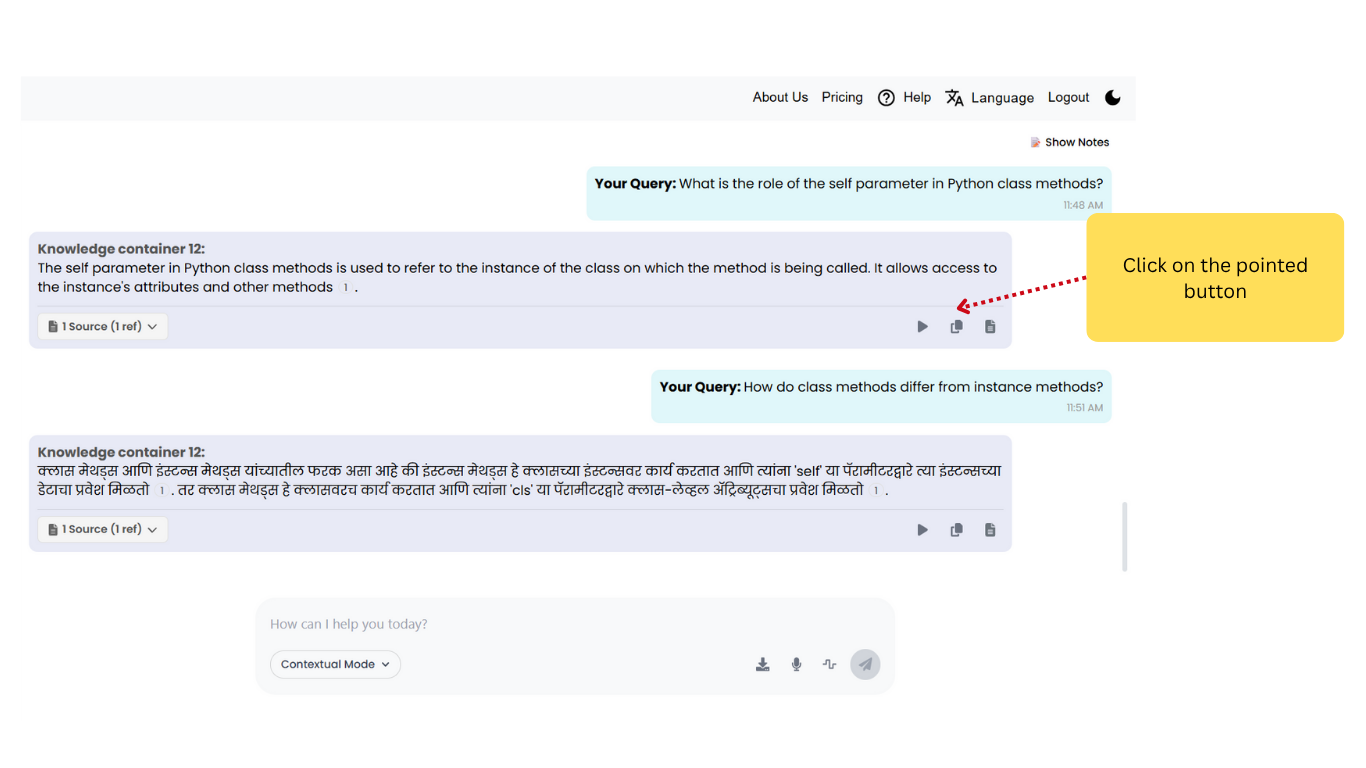 About Us Pricing Help Language Logout
Show Notes
Your Query: What is the role of the self parameter in Python class methods?
11:48 AM
Knowledge container 12:
The self parameter in Python class methods is used to refer to the instance of the class on which the method is being called. It allows access to
the instance's attributes and other methods 1 .
1 Source (1 ref)
Click on the pointed
button
Your Query: How do class methods differ from instance methods?
11:51 AM
Knowledge container 12:
क्लास मेथड्स आणि इंस्टन्स मेथड्स यांच्यातील फरक असा आहे की इंस्टन्स मेथड्स हे क्लासच्या इंस्टन्सवर कार्य करतात आणि त्यांना 'self' या पॅरामीटरद्वारे त्या इंस्टन्सच्या
डेटाचा प्रवेश मिळतो 1 . तर क्लास मेथड्स हे क्लासवरच कार्य करतात आणि त्यांना 'cls' या पॅरामीटरद्वारे क्लास-लेव्हल अ‍ॅट्रिब्यूट्सचा प्रवेश मिळतो 1 .
1 Source (1 ref)
How can I help you today?
Contextual Mode